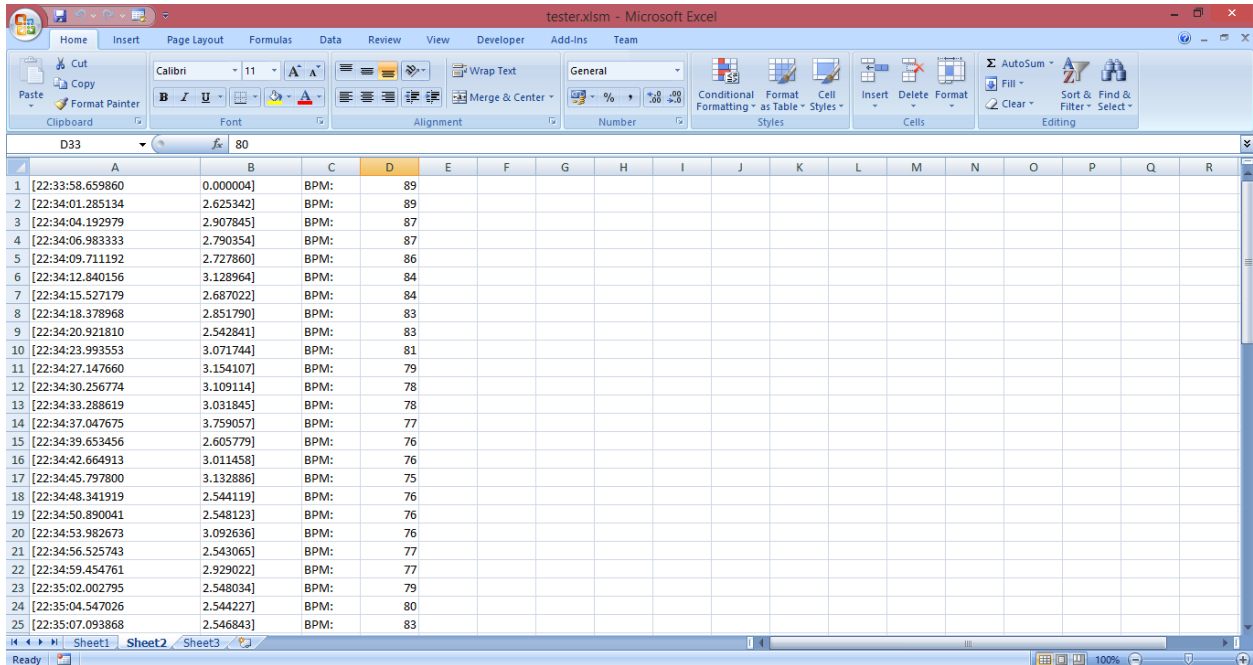 tester.xlsm - Microsoft Excel
Home Insert Page Layout Formulas Data Review View Developer Add-Ins Team
Cut
Copy
Format Painter
Paste
Calibri 11
Wrap Text
Merge & Center
General
Conditional Formatting
Format as Table
Cell Styles
Insert Delete Format
AutoSum
Fill
Clear
Sort & Filter
Find & Select
Clipboard Font Alignment Number Styles Cells Editing
D33 fx 80
A B C D E F G H I J K L M N O P Q R
1 [22:33:58.659860 0.000004] BPM: 89
2 [22:34:01.285134 2.625342] BPM: 89
3 [22:34:04.192979 2.907845] BPM: 87
4 [22:34:06.983333 2.790354] BPM: 87
5 [22:34:09.711192 2.727860] BPM: 86
6 [22:34:12.840156 3.128964] BPM: 84
7 [22:34:15.527179 2.687022] BPM: 84
8 [22:34:18.378968 2.851790] BPM: 83
9 [22:34:20.921810 2.542841] BPM: 83
10 [22:34:23.993553 3.071744] BPM: 81
11 [22:34:27.147660 3.154107] BPM: 79
12 [22:34:30.256774 3.109114] BPM: 78
13 [22:34:33.288619 3.031845] BPM: 78
14 [22:34:37.047675 3.759057] BPM: 77
15 [22:34:39.653456 2.605779] BPM: 76
16 [22:34:42.664913 3.011458] BPM: 76
17 [22:34:45.797800 3.132886] BPM: 75
18 [22:34:48.341919 2.544119] BPM: 76
19 [22:34:50.890041 2.548123] BPM: 76
20 [22:34:53.982673 3.092636] BPM: 76
21 [22:34:56.525743 2.543065] BPM: 77
22 [22:34:59.454761 2.929022] BPM: 77
23 [22:35:02.002795 2.548034] BPM: 79
24 [22:35:04.547026 2.544227] BPM: 80
25 [22:35:07.093868 2.546843] BPM: 83
Sheet1 Sheet2 Sheet3
Ready 100%